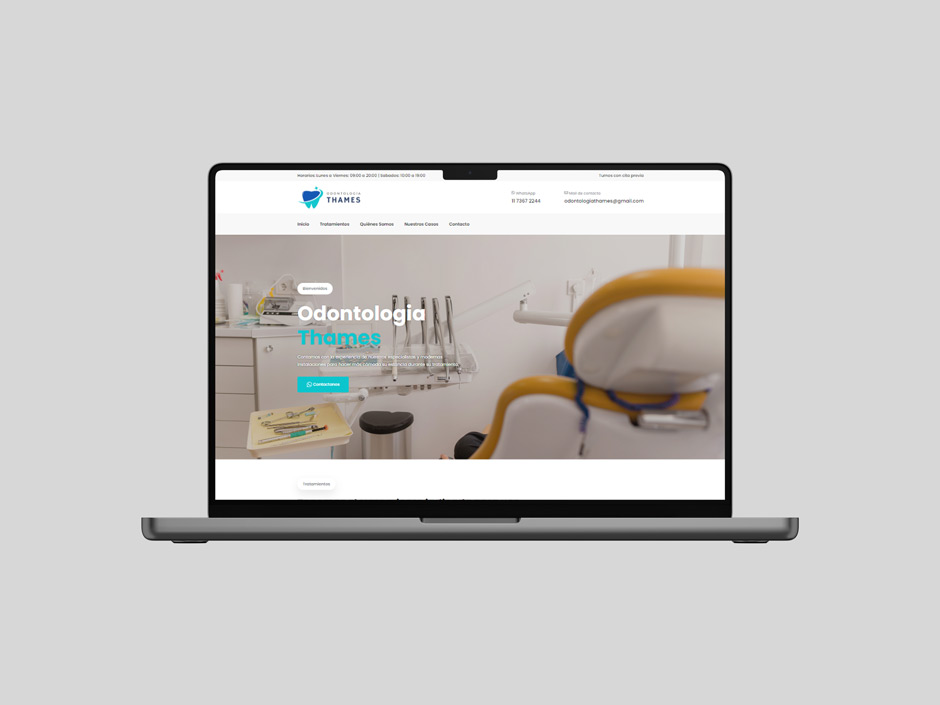 Horarios: Lunes a Viernes: 09:00 a 20:00 | Sabados: 10:00 a 19:00
Turnos con cita previa
ODONTOLOGIA
THAMES
WhatsApp
11 7367 2244
Mail de contacto
odontologiathames@gmail.com
Inicio Tratamientos Quiénes Somos Nuestros Casos Contacto
Bienvenidos
Odontologia
Thames
Contamos con la experiencia de nuestros especialistas y modernas
instalaciones para hacer más cómoda su estancia durante su tratamiento.
Contactanos
Tratamientos